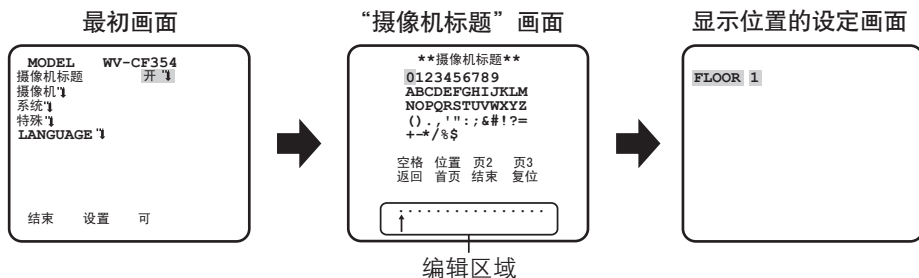 最初画面
MODEL WV-CF354
摄像机标题 开
摄像机
系统
特殊
LANGUAGE
结束 设置 可
“摄像机标题”画面
**摄像机标题**
0123456789
ABCDEFGHIJKLM
NOPQRSTUVWXYZ
().,'":;&#!?=
+-*/%$
空格 位置 页2 页3
返回 首页 结束 复位
................
编辑区域
显示位置的设定画面
FLOOR 1